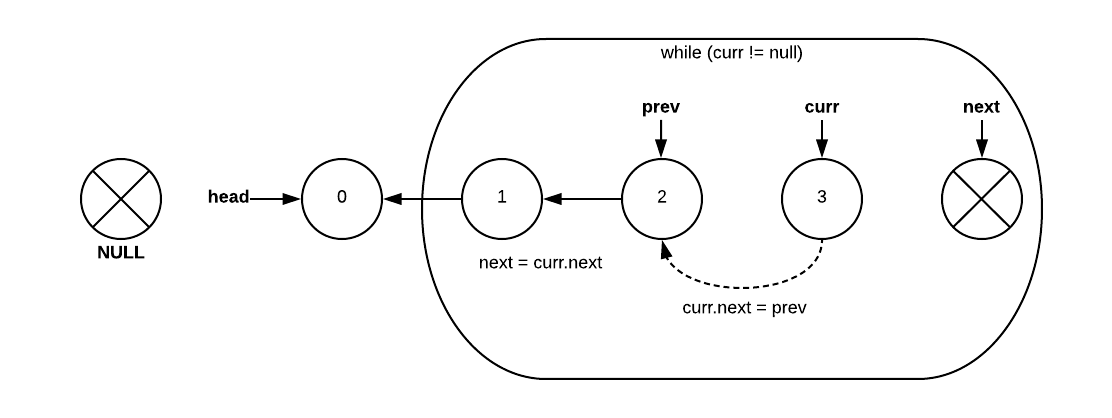 while (curr != null)
prev
curr
next
head
0
1
2
3
NULL
next = curr.next
curr.next = prev